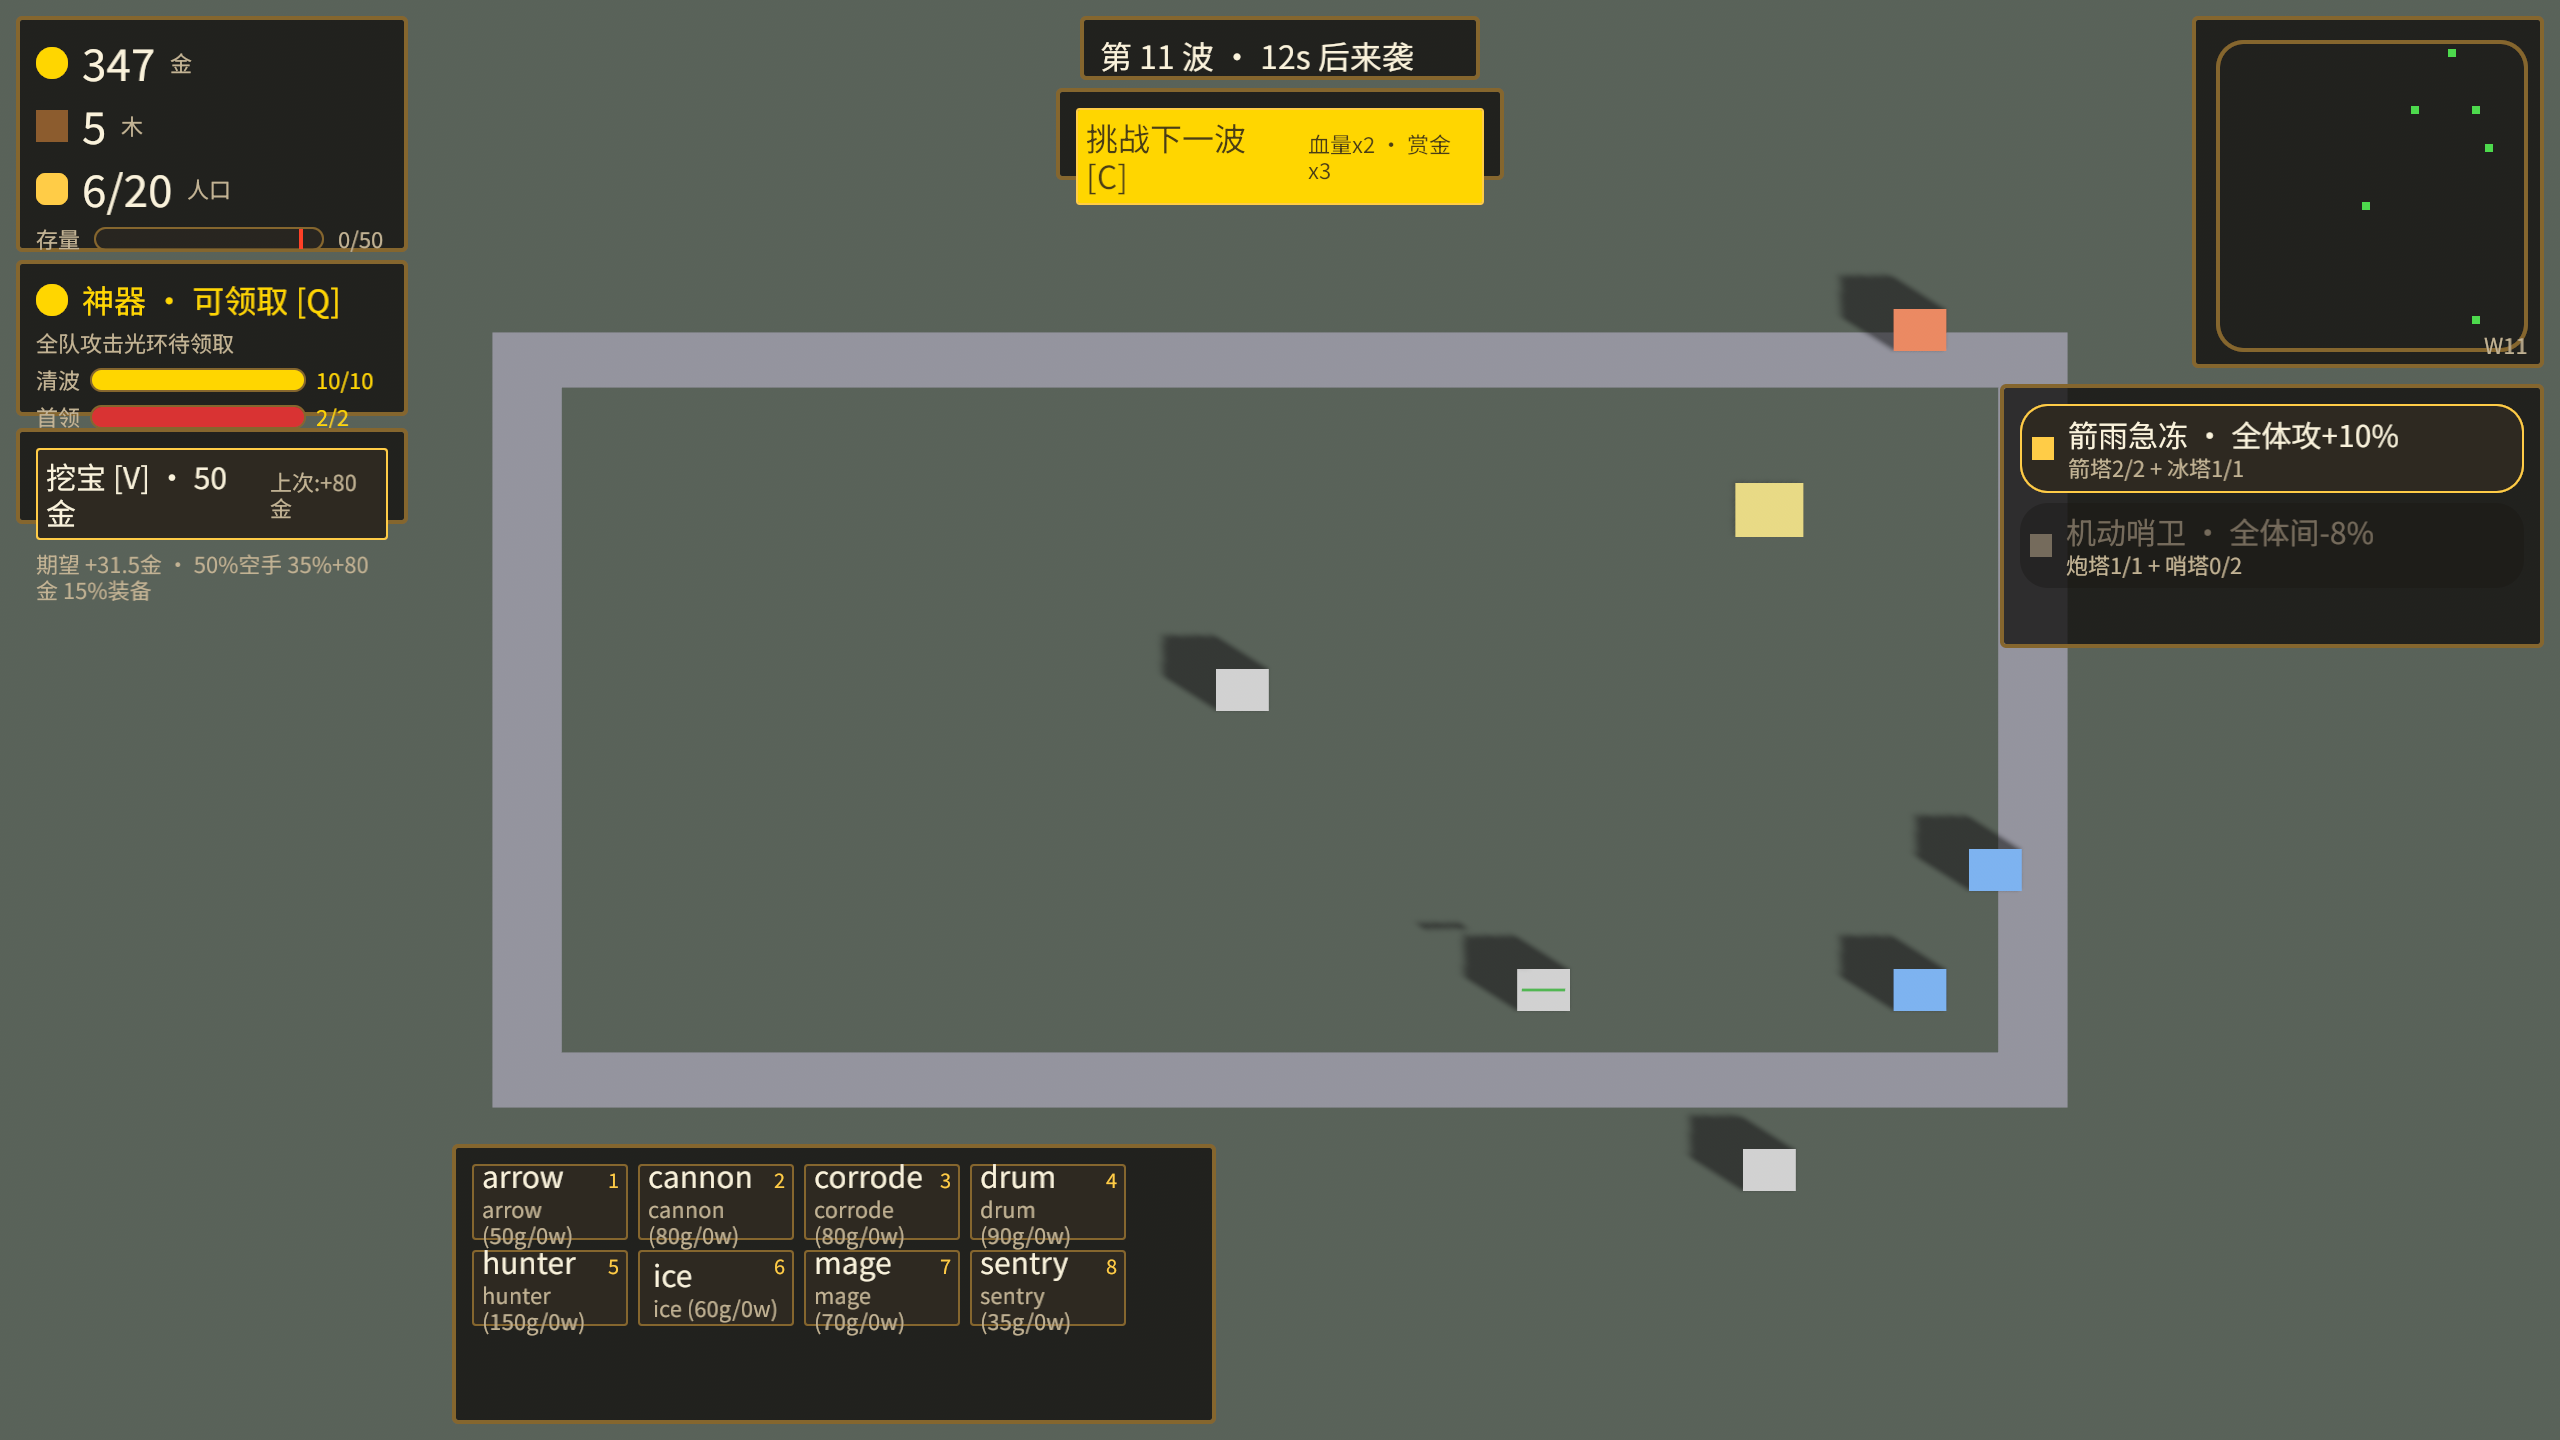 347 金
5 木
6/20 人口
存量 0/50
神器 · 可领取 [Q]
全队攻击光环待领取
清波 10/10
首领 2/2
挖宝 [V] · 50
金
上次:+80
金
期望 +31.5金 · 50%空手 35%+80
金 15%装备
第 11 波 · 12s 后来袭
挑战下一波
[C]
血量x2 · 赏金
x3
W11
箭雨急冻 · 全体攻+10%
箭塔2/2 + 冰塔1/1
机动哨卫 · 全体间-8%
炮塔1/1 + 哨塔0/2
arrow 1
arrow
(50g/0w)
cannon 2
cannon
(80g/0w)
corrode 3
corrode
(80g/0w)
drum 4
drum
(90g/0w)
hunter 5
hunter
(150g/0w)
ice 6
ice (60g/0w)
mage 7
mage
(70g/0w)
sentry 8
sentry
(35g/0w)